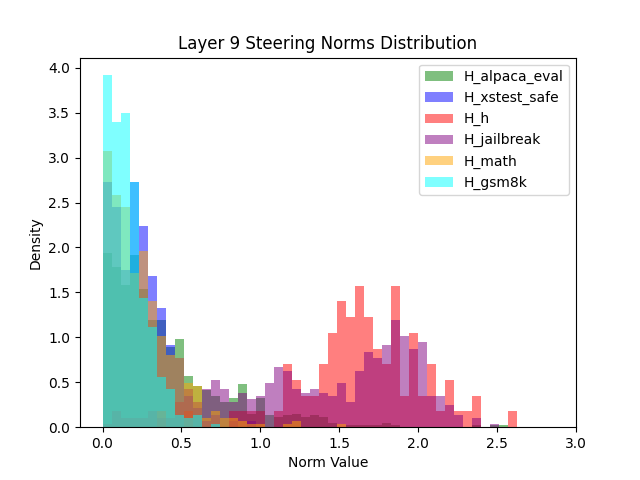 Layer 9 Steering Norms Distribution
4.0
3.5
3.0
2.5
2.0
1.5
1.0
0.5
0.0
Density
H_alpaca_eval
H_xstest_safe
H_h
H_jailbreak
H_math
H_gsm8k
0.0 0.5 1.0 1.5 2.0 2.5 3.0
Norm Value